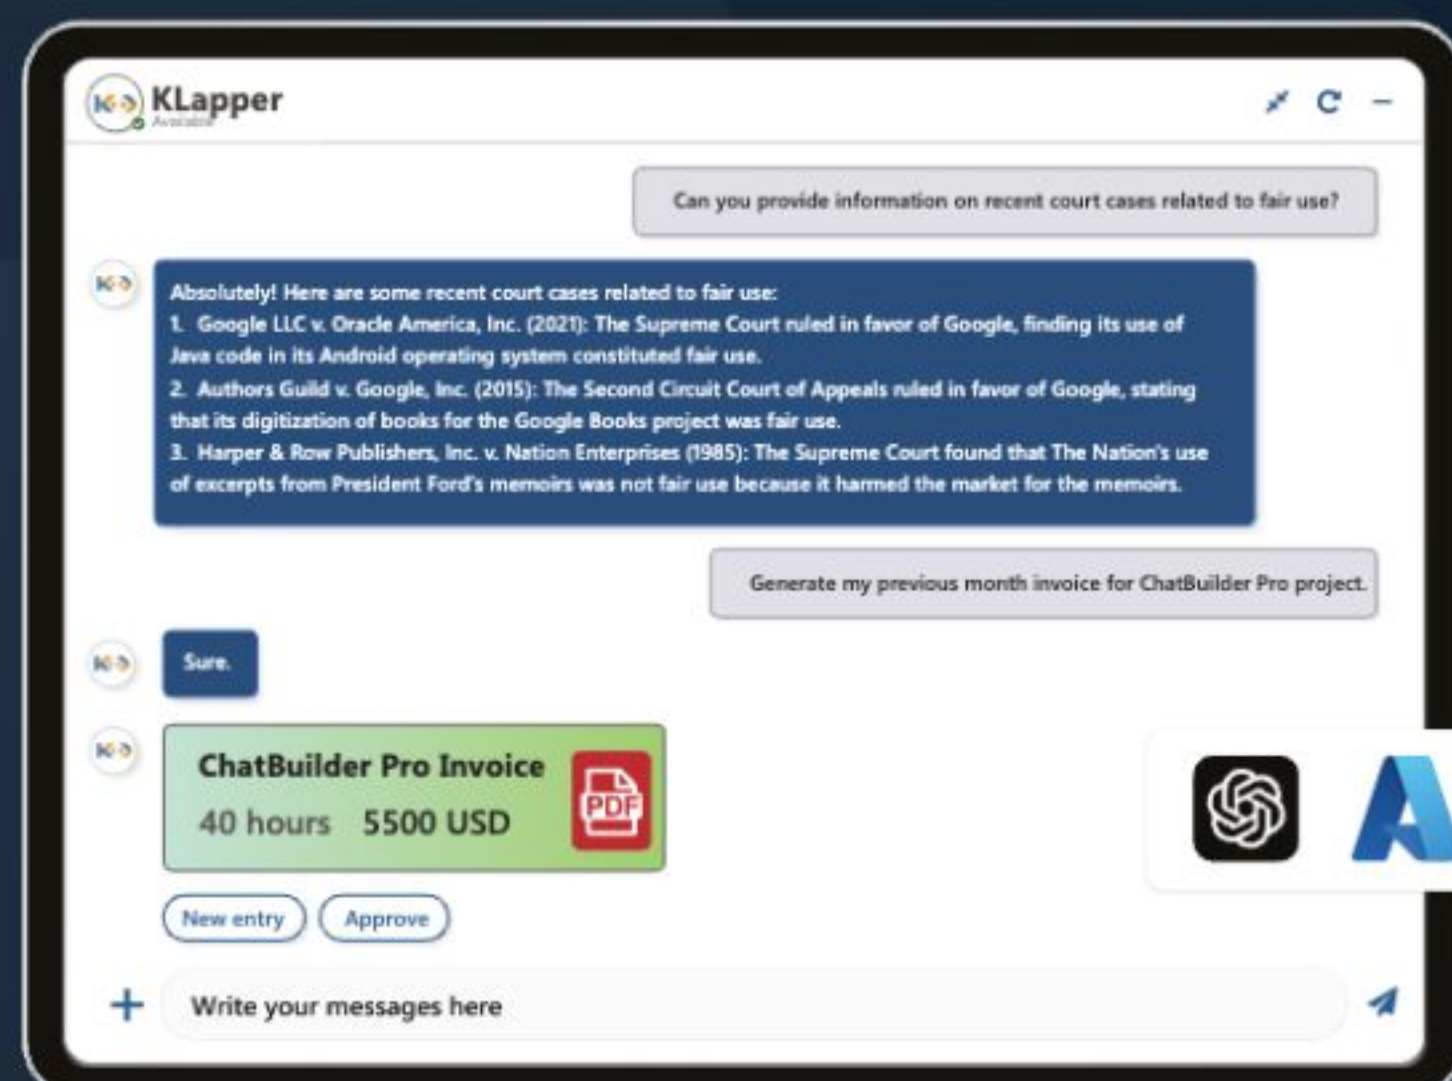 KLapper
Available
Can you provide information on recent court cases related to fair use?
Absolutely! Here are some recent court cases related to fair use:
1. Google LLC v. Oracle America, Inc. (2021): The Supreme Court ruled in favor of Google, finding its use of
Java code in its Android operating system constituted fair use.
2. Authors Guild v. Google, Inc. (2015): The Second Circuit Court of Appeals ruled in favor of Google, stating
that its digitization of books for the Google Books project was fair use.
3. Harper & Row Publishers, Inc. v. Nation Enterprises (1985): The Supreme Court found that The Nation's use
of excerpts from President Ford's memoirs was not fair use because it harmed the market for the memoirs.
Generate my previous month invoice for ChatBuilder Pro project.
Sure.
ChatBuilder Pro Invoice
40 hours 5500 USD
PDF
New entry
Approve
Write your messages here